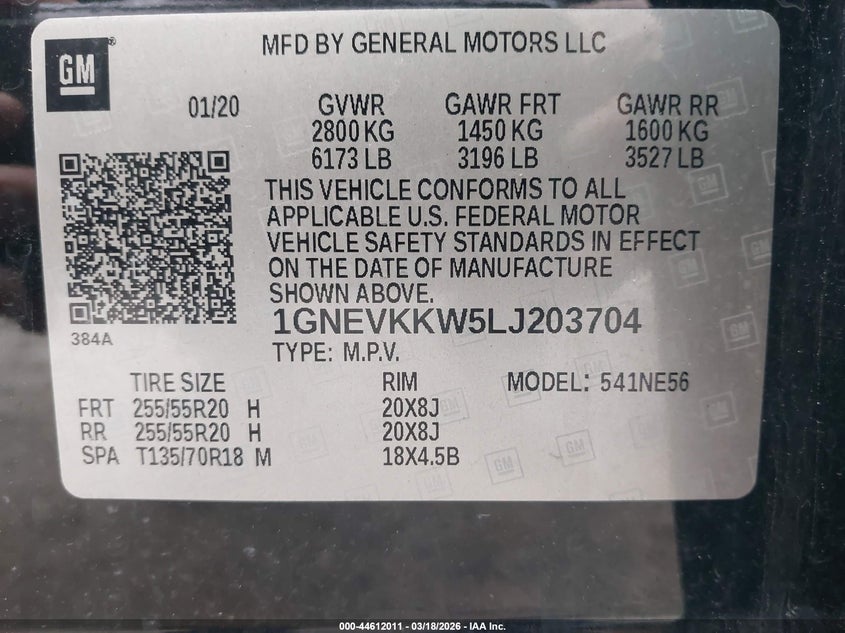 GM
MFD BY GENERAL MOTORS LLC
01/20 GVWR GAWR FRT GAWR RR
2800 KG 1450 KG 1600 KG
6173 LB 3196 LB 3527 LB
THIS VEHICLE CONFORMS TO ALL
APPLICABLE U.S. FEDERAL MOTOR
VEHICLE SAFETY STANDARDS IN EFFECT
ON THE DATE OF MANUFACTURE
SHOWN ABOVE.
384A
1GNEVKKW5LJ203704
TYPE: M.P.V.
TIRE SIZE RIM MODEL: 541NE56
FRT 255/55R20 H 20X8J
RR 255/55R20 H 20X8J
SPA T135/70R18 M 18X4.5B
000-44612011 — 03/18/2026 — IAA Inc.